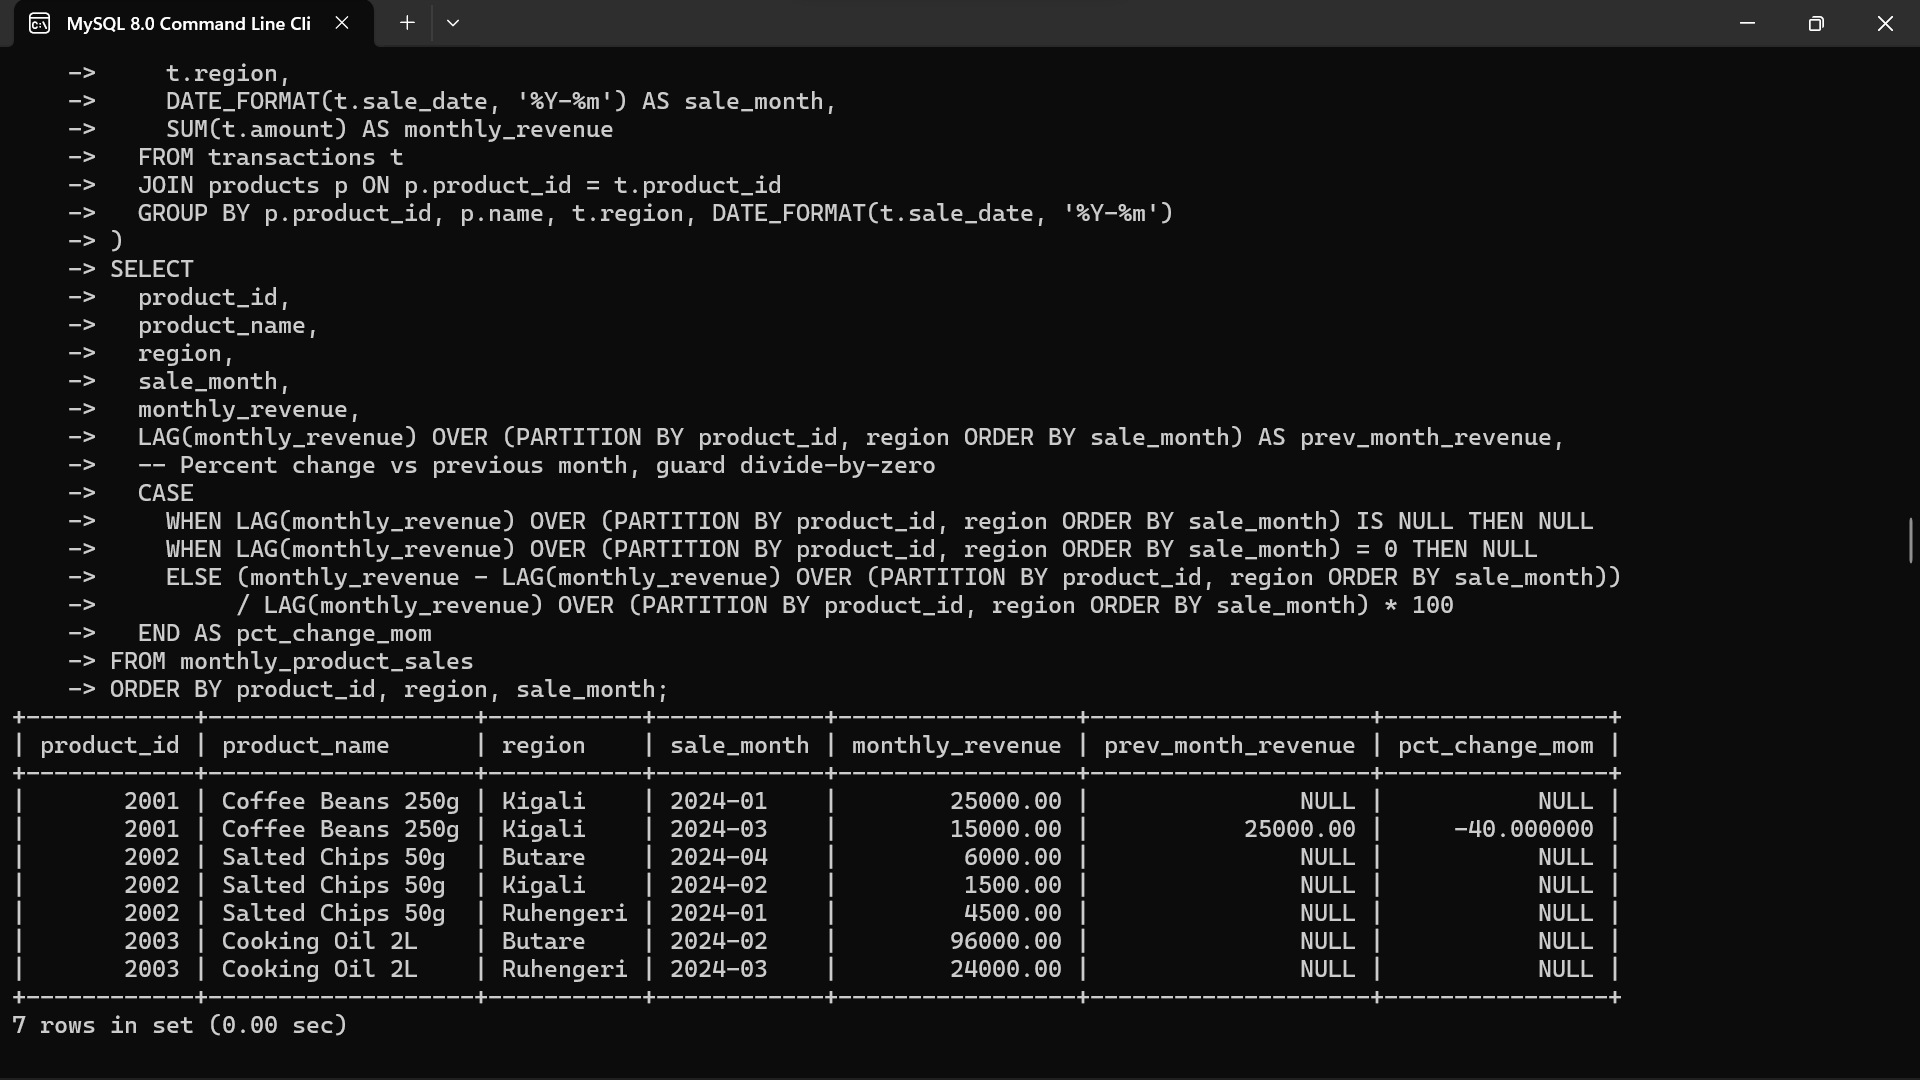 MySQL 8.0 Command Line Cli
    ->     t.region,
    ->     DATE_FORMAT(t.sale_date, '%Y-%m') AS sale_month,
    ->     SUM(t.amount) AS monthly_revenue
    ->   FROM transactions t
    ->   JOIN products p ON p.product_id = t.product_id
    ->   GROUP BY p.product_id, p.name, t.region, DATE_FORMAT(t.sale_date, '%Y-%m')
    -> )
    -> SELECT
    ->   product_id,
    ->   product_name,
    ->   region,
    ->   sale_month,
    ->   monthly_revenue,
    ->   LAG(monthly_revenue) OVER (PARTITION BY product_id, region ORDER BY sale_month) AS prev_month_revenue,
    ->   -- Percent change vs previous month, guard divide-by-zero
    ->   CASE
    ->     WHEN LAG(monthly_revenue) OVER (PARTITION BY product_id, region ORDER BY sale_month) IS NULL THEN NULL
    ->     WHEN LAG(monthly_revenue) OVER (PARTITION BY product_id, region ORDER BY sale_month) = 0 THEN NULL
    ->     ELSE (monthly_revenue - LAG(monthly_revenue) OVER (PARTITION BY product_id, region ORDER BY sale_month))
    ->          / LAG(monthly_revenue) OVER (PARTITION BY product_id, region ORDER BY sale_month) * 100
    ->   END AS pct_change_mom
    -> FROM monthly_product_sales
    -> ORDER BY product_id, region, sale_month;
+------------+-------------------+-----------+------------+-----------------+--------------------+----------------+
| product_id | product_name      | region    | sale_month | monthly_revenue | prev_month_revenue | pct_change_mom |
+------------+-------------------+-----------+------------+-----------------+--------------------+----------------+
|       2001 | Coffee Beans 250g | Kigali    | 2024-01    |        25000.00 |               NULL |           NULL |
|       2001 | Coffee Beans 250g | Kigali    | 2024-03    |        15000.00 |           25000.00 |     -40.000000 |
|       2002 | Salted Chips 50g  | Butare    | 2024-04    |         6000.00 |               NULL |           NULL |
|       2002 | Salted Chips 50g  | Kigali    | 2024-02    |         1500.00 |               NULL |           NULL |
|       2002 | Salted Chips 50g  | Ruhengeri | 2024-01    |         4500.00 |               NULL |           NULL |
|       2003 | Cooking Oil 2L    | Butare    | 2024-02    |        96000.00 |               NULL |           NULL |
|       2003 | Cooking Oil 2L    | Ruhengeri | 2024-03    |        24000.00 |               NULL |           NULL |
+------------+-------------------+-----------+------------+-----------------+--------------------+----------------+
7 rows in set (0.00 sec)